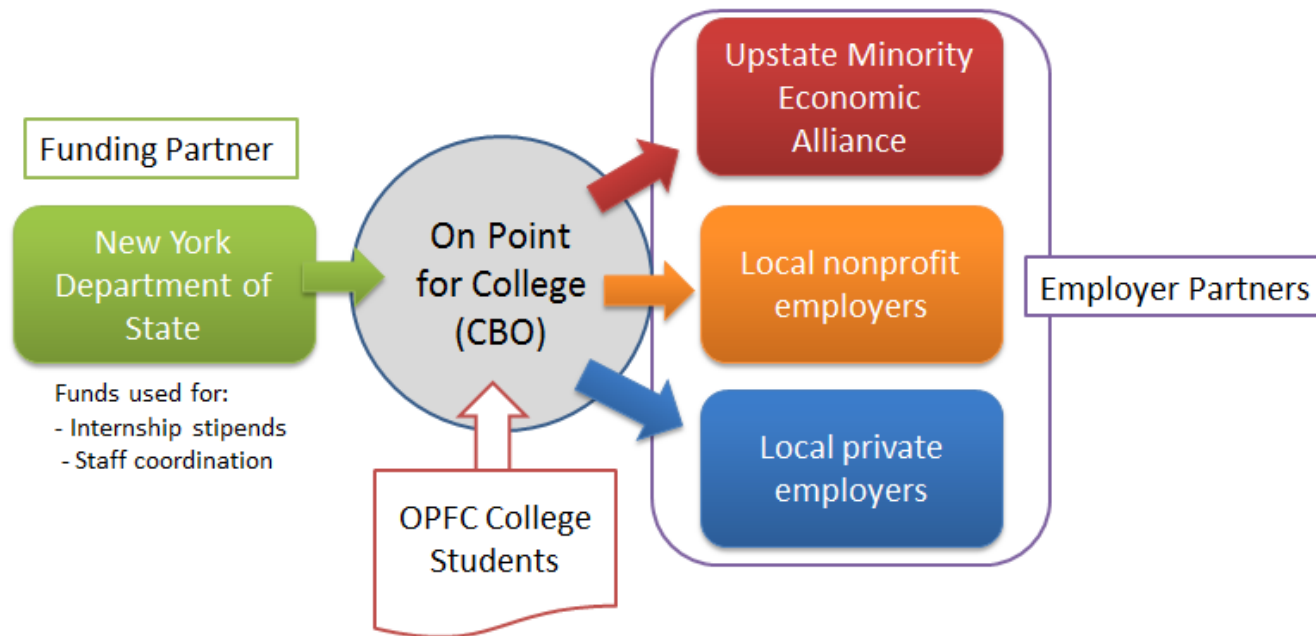 Funding Partner
New York
Department of
State
Funds used for:
- Internship stipends
- Staff coordination
On Point
for College
(CBO)
OPFC College
Students
Upstate Minority
Economic
Alliance
Local nonprofit
employers
Local private
employers
Employer Partners